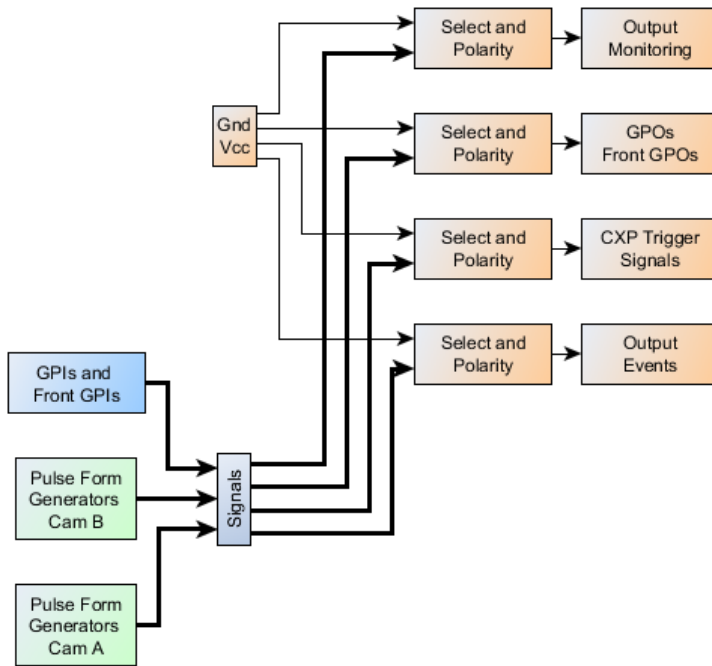 Select and
Polarity
Output
Monitoring
Gnd
Vcc
Select and
Polarity
GPOs
Front GPOs
Select and
Polarity
CXP Trigger
Signals
Select and
Polarity
Output
Events
GPIs and
Front GPIs
Signals
Pulse Form
Generators
Cam B
Pulse Form
Generators
Cam A